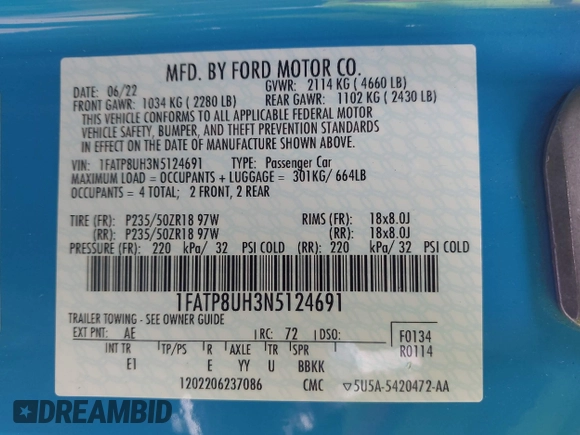 MFD. BY FORD MOTOR CO.
DATE: 06/22 GVWR: 2114 KG ( 4660 LB)
FRONT GAWR: 1034 KG ( 2280 LB) REAR GAWR: 1102 KG ( 2430 LB)
THIS VEHICLE CONFORMS TO ALL APPLICABLE FEDERAL MOTOR
VEHICLE SAFETY, BUMPER, AND THEFT PREVENTION STANDARDS
IN EFFECT ON THE DATE OF MANUFACTURE SHOWN ABOVE.
VIN: 1FATP8UH3N5124691 TYPE: Passenger Car
MAXIMUM LOAD = OCCUPANTS + LUGGAGE = 301KG/ 664LB
OCCUPANTS = 4 TOTAL; 2 FRONT, 2 REAR
TIRE (FR): P235/50ZR18 97W RIMS (FR): 18x8.0J
(RR): P235/50ZR18 97W (RR): 18x8.0J
PRESSURE (FR): 220 kPa/ 32 PSI COLD (RR): 220 kPa/ 32 PSI COLD
1FATP8UH3N5124691
TRAILER TOWING - SEE OWNER GUIDE
EXT PNT: AE RC: 72 DSO: F0134
INT TR TP/PS R AXLE TR SPR R0114
E1 E YY U BBKK
1202206237086 CMC ▽5U5A-5420472-AA
AUTOBIDMASTER DREAMBID